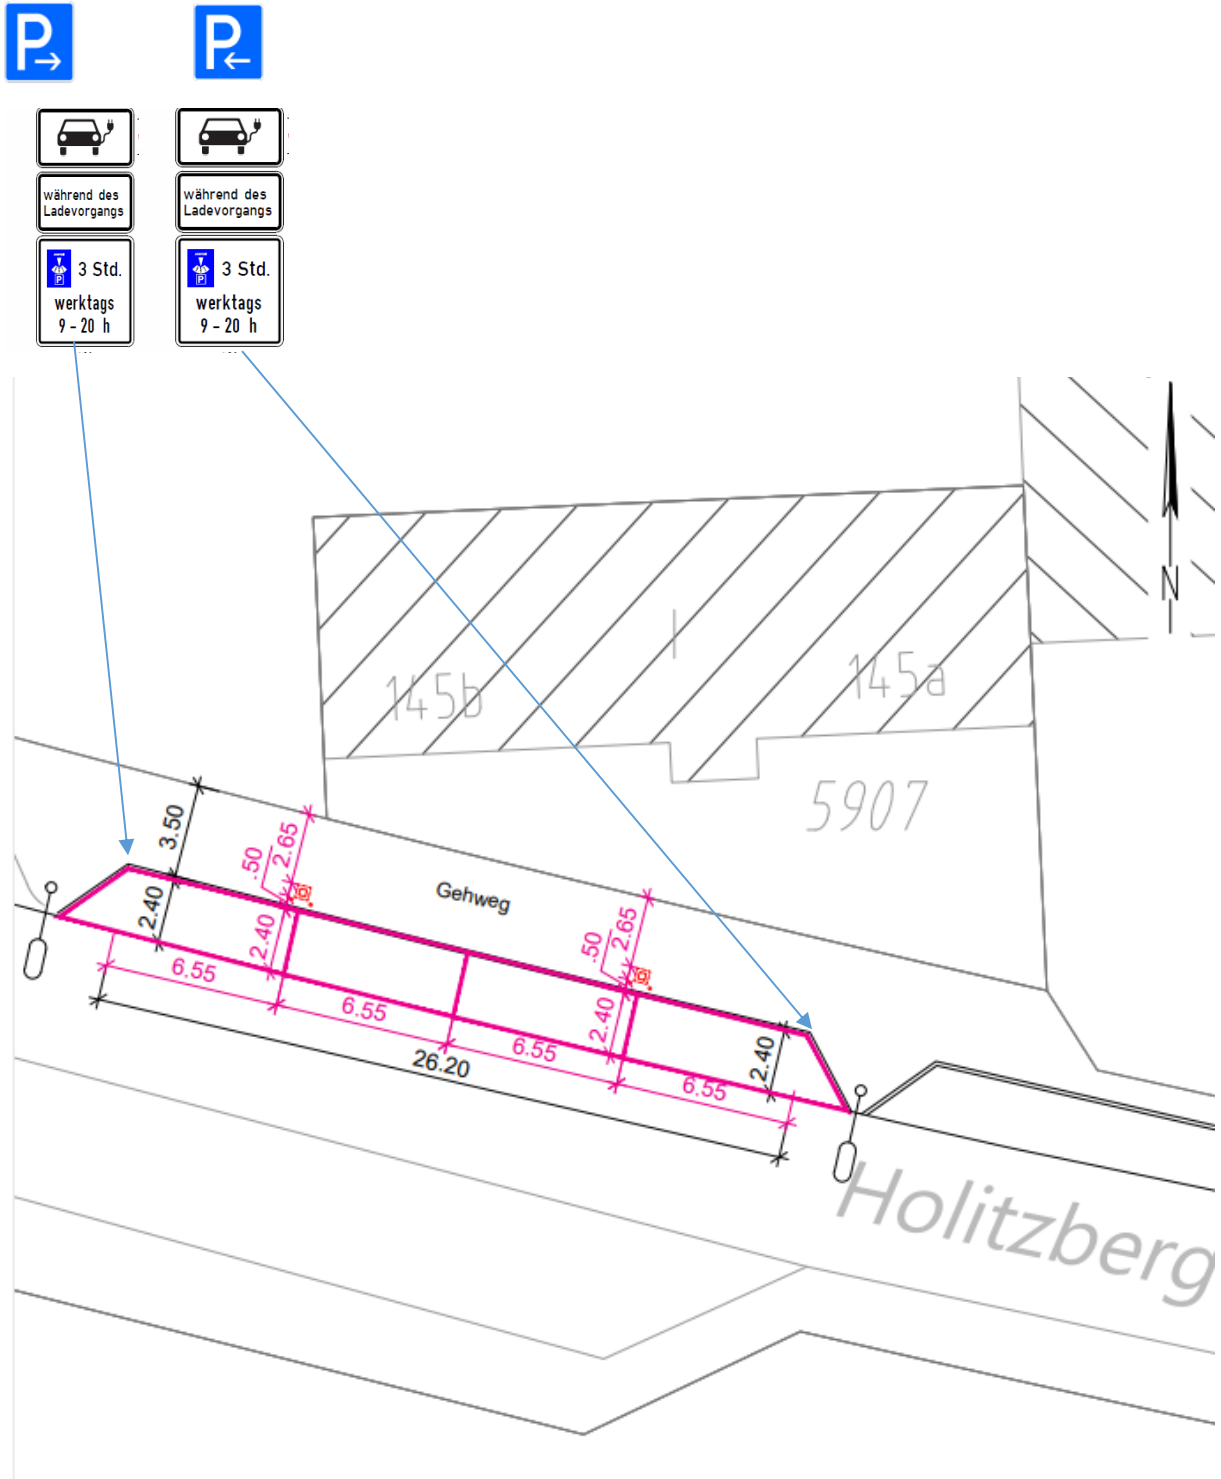 P P
während des
Ladevorgangs
während des
Ladevorgangs
P 3 Std.
werktags
9 - 20 h
P 3 Std.
werktags
9 - 20 h
N
145b
145a
5907
3.50
2.65
.50
Gehweg
2.40
2.40
2.65
.50
6.55
6.55
2.40
6.55
2.40
26.20
6.55
Holitzberg